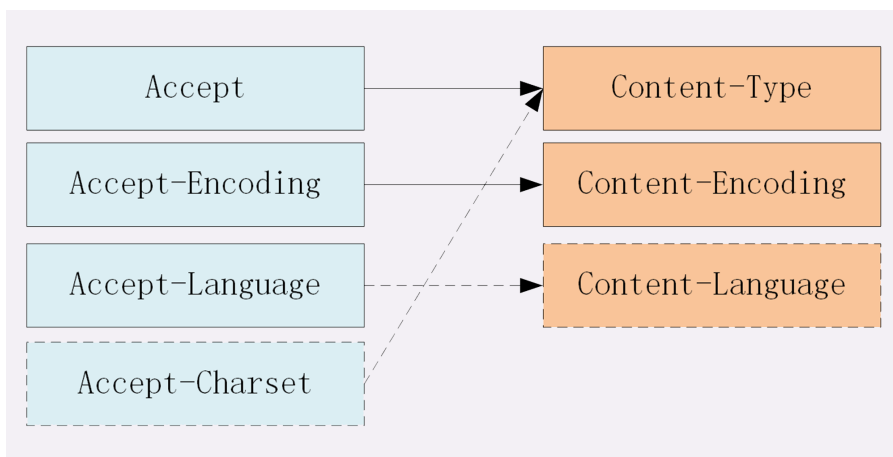 Accept
Content-Type
Accept-Encoding
Content-Encoding
Accept-Language
Content-Language
Accept-Charset